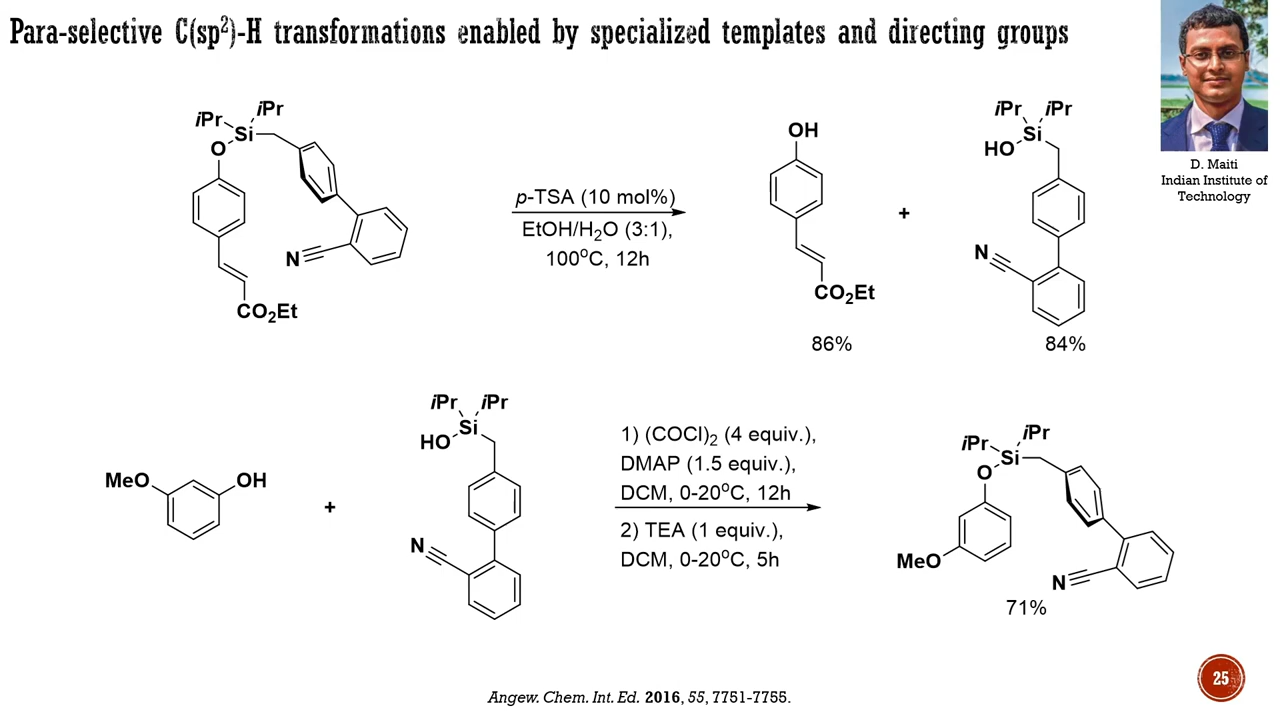 Para-selective C(sp²)-H transformations enabled by specialized templates and directing groups
iPr
iPr
Si
O
N
CO₂Et
p-TSA (10 mol%)
EtOH/H₂O (3:1),
100°C, 12h
OH
CO₂Et
86%
+
iPr
iPr
Si
HO
N
84%
D. Maiti
Indian Institute of
Technology
MeO
OH
+
iPr
iPr
Si
HO
N
1) (COCl)₂ (4 equiv.),
DMAP (1.5 equiv.),
DCM, 0-20°C, 12h
2) TEA (1 equiv.),
DCM, 0-20°C, 5h
iPr
iPr
Si
O
MeO
N
71%
Angew. Chem. Int. Ed. 2016, 55, 7751-7755.
25